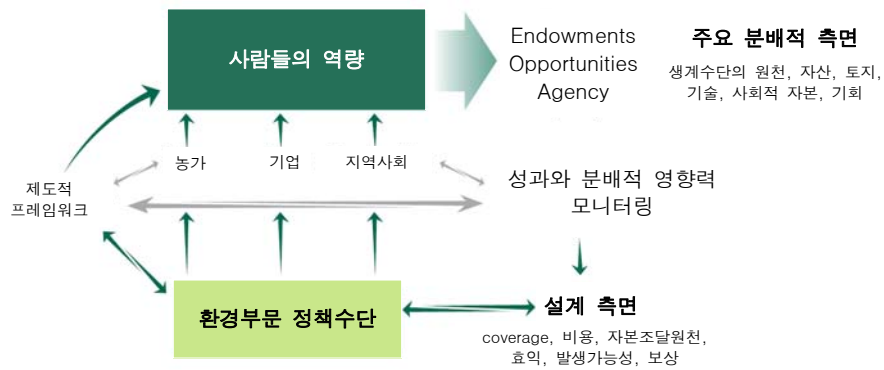 사람들의 역량
Endowments
Opportunities
Agency
주요 분배적 측면
생계수단의 원천, 자산, 토지,
기술, 사회적 자본, 기회
농가
기업
지역사회
제도적
프레임워크
성과와 분배적 영향력
모니터링
환경부문 정책수단
설계 측면
coverage, 비용, 자본조달원천,
효익, 발생가능성, 보상